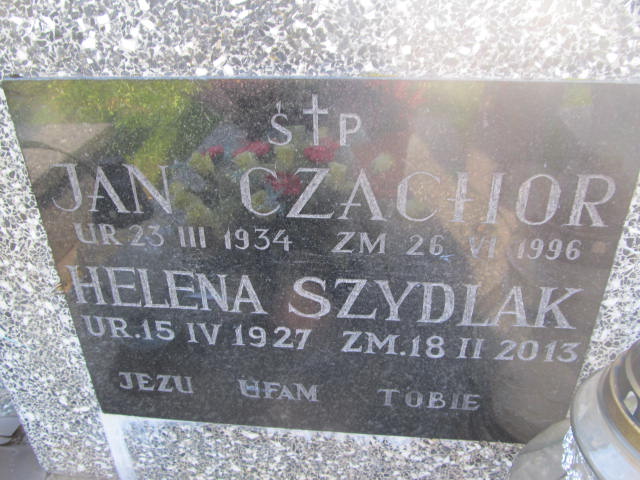 Ś✝P
JAN CZACHOR
UR 23 III 1934 ZM 26 VI 1996
HELENA SZYDLAK
UR.15 IV 1927 ZM.18 II 2013
JEZU UFAM TOBIE